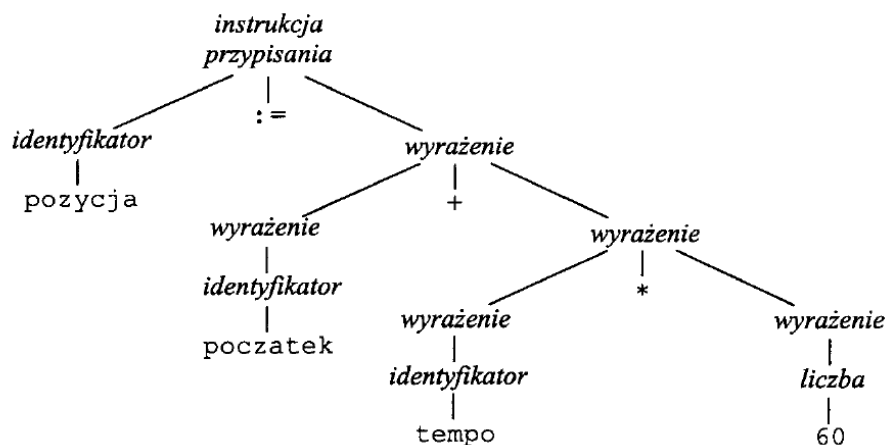 instrukcja
przypisania
:=
identyfikator
wyrażenie
pozycja
+
wyrażenie
wyrażenie
identyfikator
*
wyrażenie
wyrażenie
poczatek
identyfikator
liczba
tempo
60